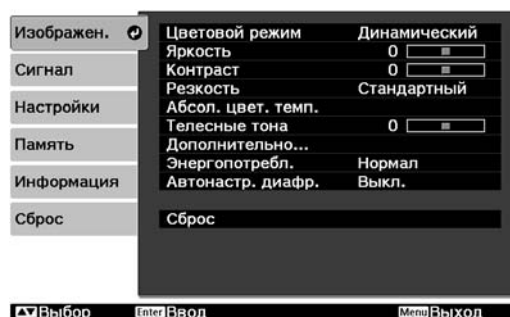 Изображен.
Сигнал
Настройки
Память
Информация
Сброс
Цветовой режим Динамический
Яркость 0
Контраст 0
Резкость Стандартный
Абсол. цвет. темп.
Телесные тона 0
Дополнительно...
Энергопотребл. Нормал
Автонастр. диафр. Выкл.
Сброс
Выбор Enter Ввод Menu Выход